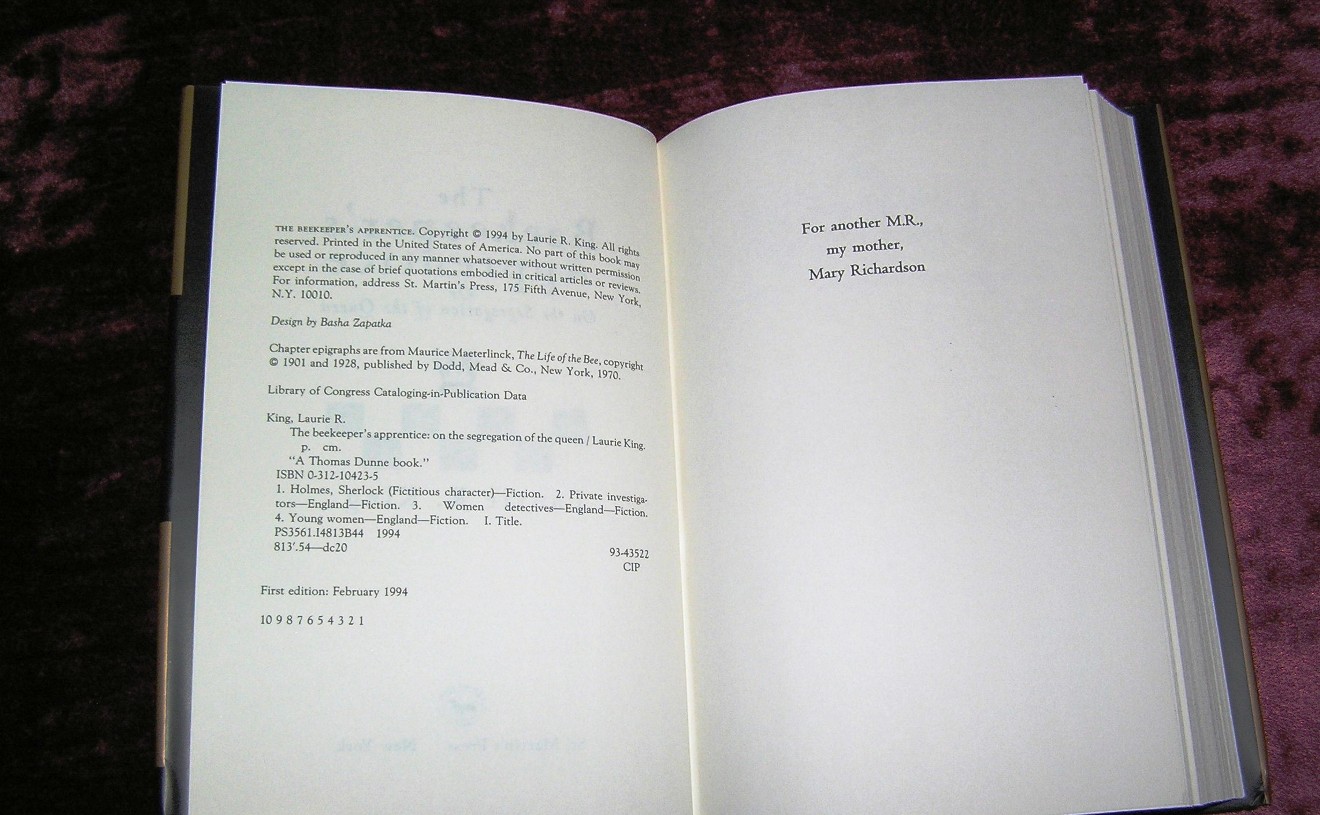 THE BEEKEEPER'S APPRENTICE. Copyright © 1994 by Laurie R. King. All rights
reserved. Printed in the United States of America. No part of this book may
be used or reproduced in any manner whatsoever without written permission
except in the case of brief quotations embodied in critical articles or reviews.
For information, address St. Martin's Press, 175 Fifth Avenue, New York,
N.Y. 10010.
Design by Basha Zapatka
Chapter epigraphs are from Maurice Maeterlinck, The Life of the Bee, copyright
© 1901 and 1928, published by Dodd, Mead & Co., New York, 1970.
Library of Congress Cataloging-in-Publication Data
King, Laurie R.
The beekeeper's apprentice: on the segregation of the queen / Laurie King.
p. cm.
"A Thomas Dunne book."
ISBN 0-312-10423-5
1. Holmes, Sherlock (Fictitious character)—Fiction. 2. Private investiga-
tors—England—Fiction. 3. Women detectives—England—Fiction.
4. Young women—England—Fiction. I. Title.
PS3561.I4813B44 1994
813'.54—dc20
93-43522
CIP
First edition: February 1994
10 9 8 7 6 5 4 3 2 1
For another M.R.,
my mother,
Mary Richardson